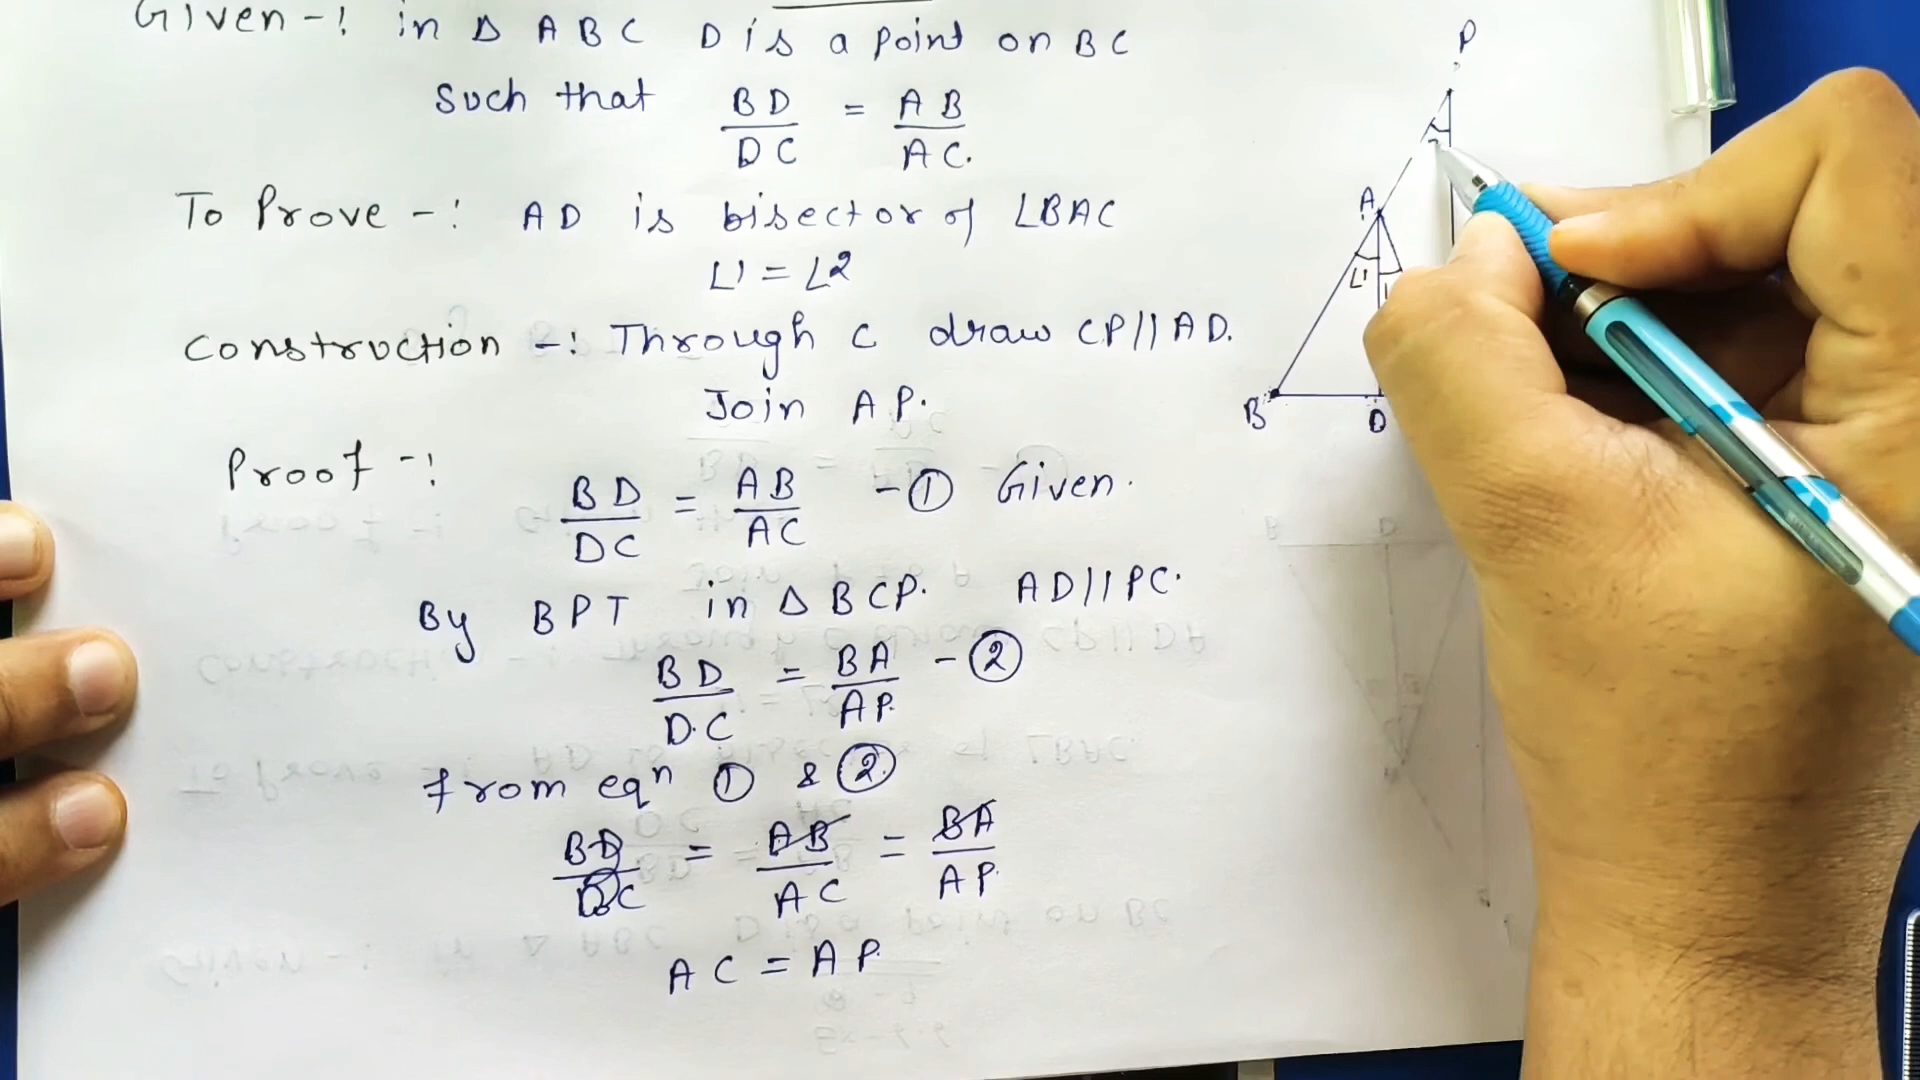 Given -: in Δ ABC D is a point on BC
such that BD/DC = AB/AC.
To Prove -: AD is bisector of ∠BAC
∠1 = ∠2
Construction -: Through C draw CP||AD.
Join AP.
Proof -:
BD/DC = AB/AC - ① Given.
By BPT in Δ BCP. AD||PC.
BD/D.C = BA/AP. - ②
from eqn ① & ②
BD/DC = AB/AC = BA/AP.
AC = AP.
P
A
∠1
B
D